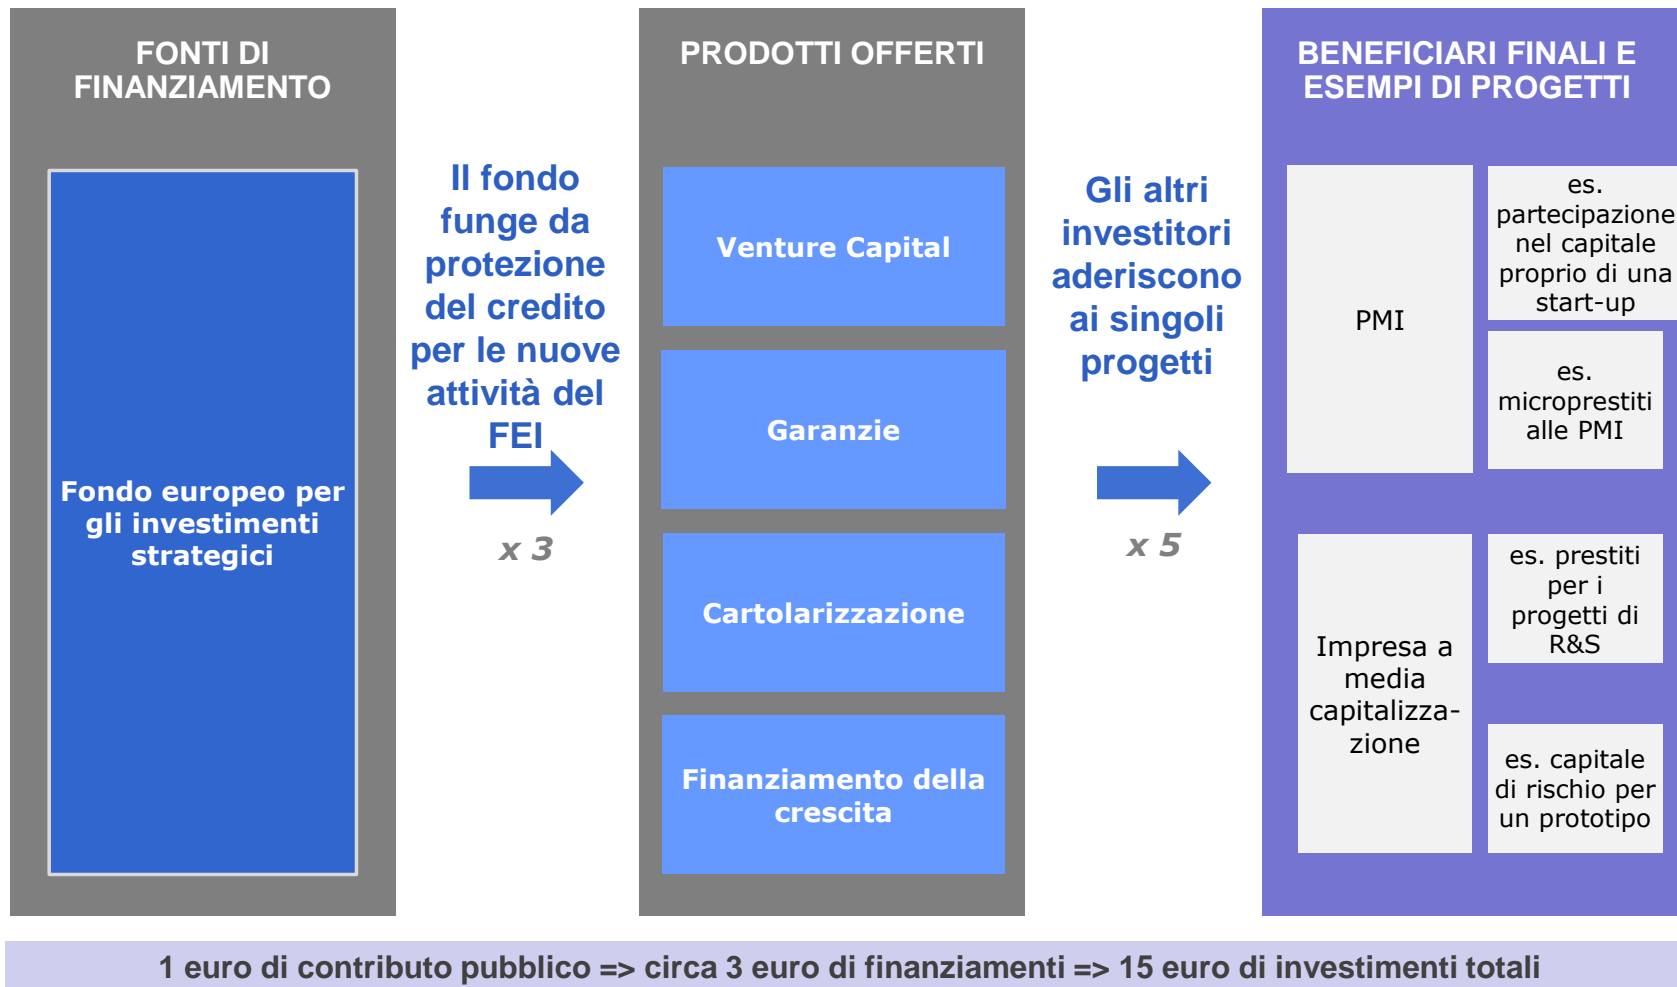 FONTI DI
FINANZIAMENTO
Fondo europeo per
gli investimenti
strategici
Il fondo
funge da
protezione
del credito
per le nuove
attività del
FEI
x 3
PRODOTTI OFFERTI
Venture Capital
Garanzie
Cartolarizzazione
Finanziamento della
crescita
Gli altri
investitori
aderiscono
ai singoli
progetti
x 5
BENEFICIARI FINALI E
ESEMPI DI PROGETTI
PMI
es.
partecipazione
nel capitale
proprio di una
start-up
es.
microprestiti
alle PMI
Impresa a
media
capitalizza-
zione
es. prestiti
per i
progetti di
R&S
es. capitale
di rischio per
un prototipo
1 euro di contributo pubblico => circa 3 euro di finanziamenti => 15 euro di investimenti totali